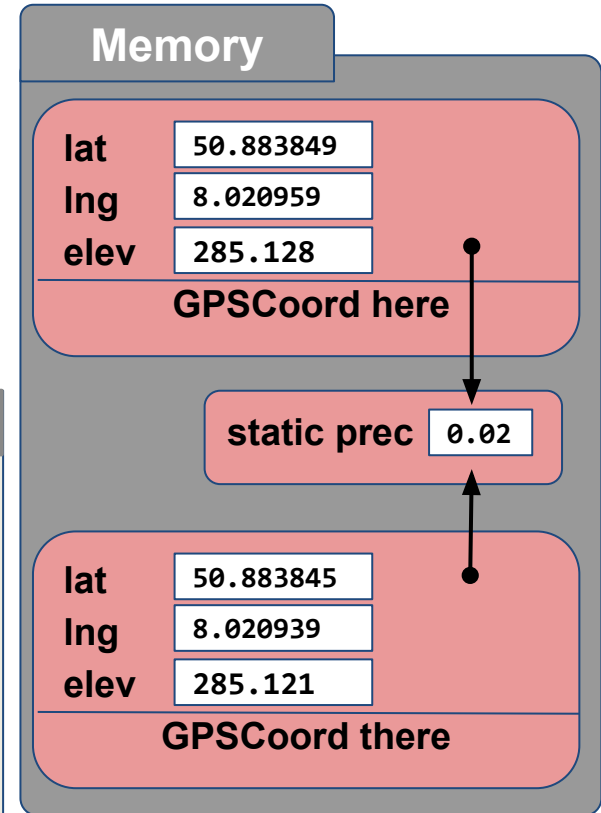 Memory
lat 50.883849
lng 8.020959
elev 285.128
GPSCoord here
static prec 0.02
lat 50.883845
lng 8.020939
elev 285.121
GPSCoord there